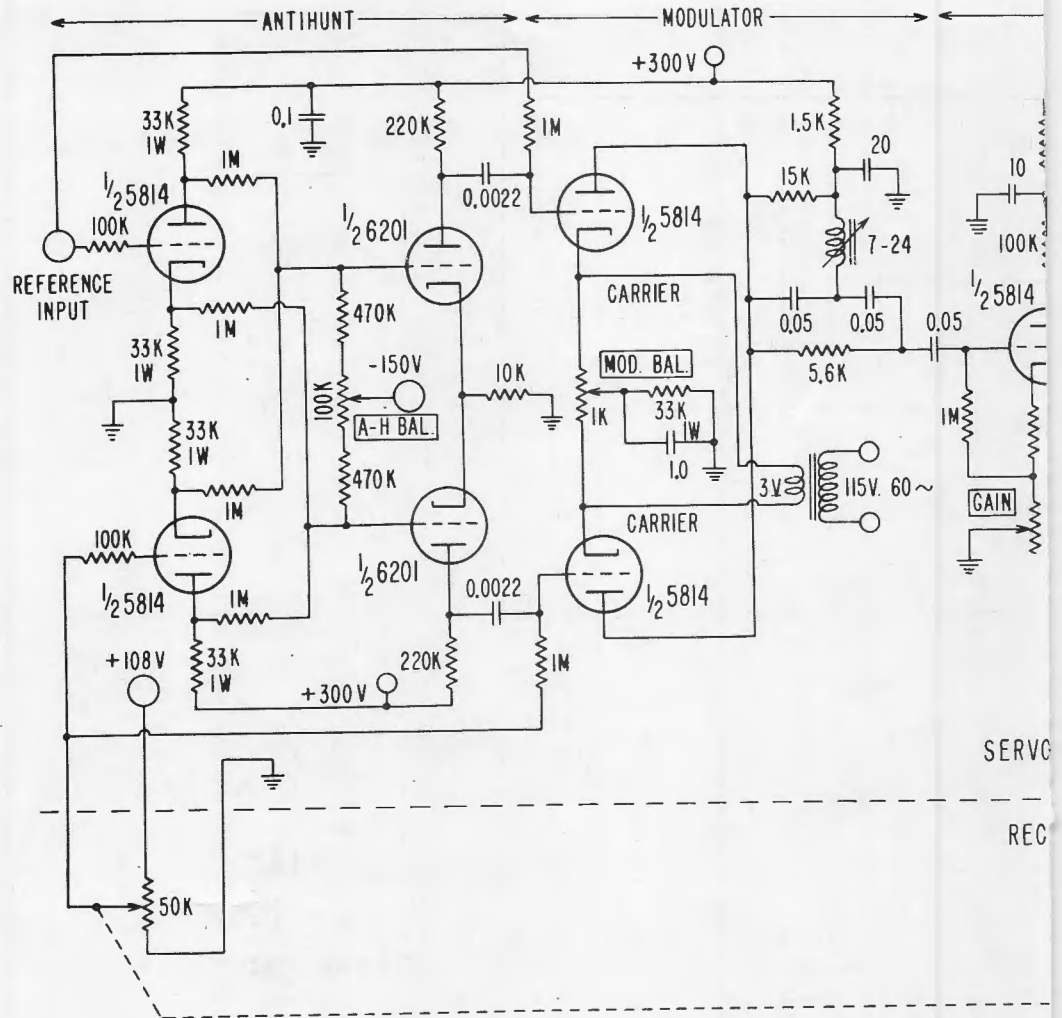 ANTIHUNT
MODULATOR
+300V
33K
1W
0.1
220K
1M
1.5K
20
10
1M
1/2 5814
0.0022
15K
100K
1/2 6201
1/2 5814
7-24
100K
REFERENCE
INPUT
CARRIER
1/2 5814
470K
1M
0.05
0.05
0.05
33K
1W
-150V
100K
10K
MOD. BAL.
5.6K
A-H BAL.
1K
33K
1W
1M
33K
1W
1.0
470K
3V
115V. 60~
GAIN
1M
CARRIER
100K
1/2 6201
0.0022
1/2 5814
1/2 5814
1M
+108V
33K
1W
220K
1M
+300V
SERVO
REC
50K